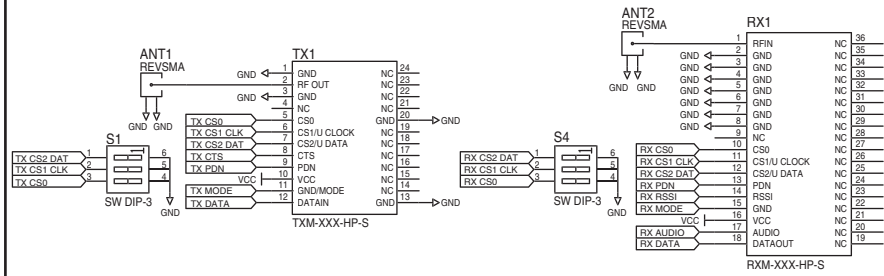 ANT1
REVSMA
GND GND
TX1
GND 1 GND NC 24
2 RF OUT NC 23
GND 3 GND NC 22
4 NC NC 21
TX CS0 5 CS0 GND 20 GND
TX CS1 CLK 6 CS1/U CLOCK NC 19
TX CS2 DAT 7 CS2/U DATA NC 18
TX CTS 8 CTS NC 17
TX PDN 9 PDN NC 16
VCC 10 VCC NC 15
TX MODE 11 GND/MODE NC 14
TX DATA 12 DATAIN GND 13 GND
TXM-XXX-HP-S
S1
TX CS2 DAT 1 6
TX CS1 CLK 2 5
TX CS0 3 4
SW DIP-3
GND
S4
RX CS2 DAT 1 6
RX CS1 CLK 2 5
RX CS0 3 4
SW DIP-3
GND
ANT2
REVSMA
GND GND
RX1
1 RFIN NC 36
GND 2 GND NC 35
GND 3 GND NC 34
GND 4 GND NC 33
GND 5 GND NC 32
GND 6 GND NC 31
GND 7 GND NC 30
GND 8 GND NC 29
9 NC NC 28
RX CS0 10 CS0 NC 27
RX CS1 CLK 11 CS1/U CLOCK NC 26
RX CS2 DAT 12 CS2/U DATA NC 25
RX PDN 13 PDN NC 24
RX RSSI 14 RSSI NC 23
RX MODE 15 GND NC 22
VCC 16 VCC NC 21
RX AUDIO 17 AUDIO NC 20
RX DATA 18 DATAOUT NC 19
RXM-XXX-HP-S